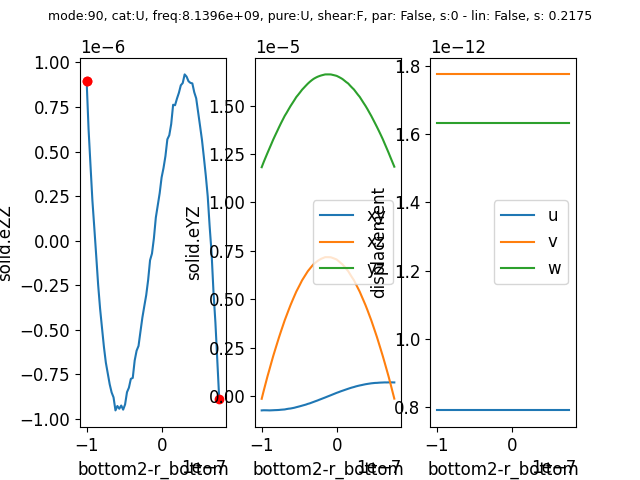 mode:90, cat:U, freq:8.1396e+09, pure:U, shear:F, par: False, s:0 - lin: False, s: 0.2175
1e−6
1e−5
1e−12
1.00
0.75
0.50
0.25
0.00
−0.25
−0.50
−0.75
−1.00
solid.eZZ
−1
0
1e−7
bottom2-r_bottom
1.50
1.25
1.00
0.75
0.50
0.25
0.00
solid.eYZ
xy
xz
yz
−1
0
1e−7
bottom2-r_bottom
1.8
1.6
1.4
1.2
1.0
0.8
displacement
u
v
w
−1
0
1e−7
bottom2-r_bottom